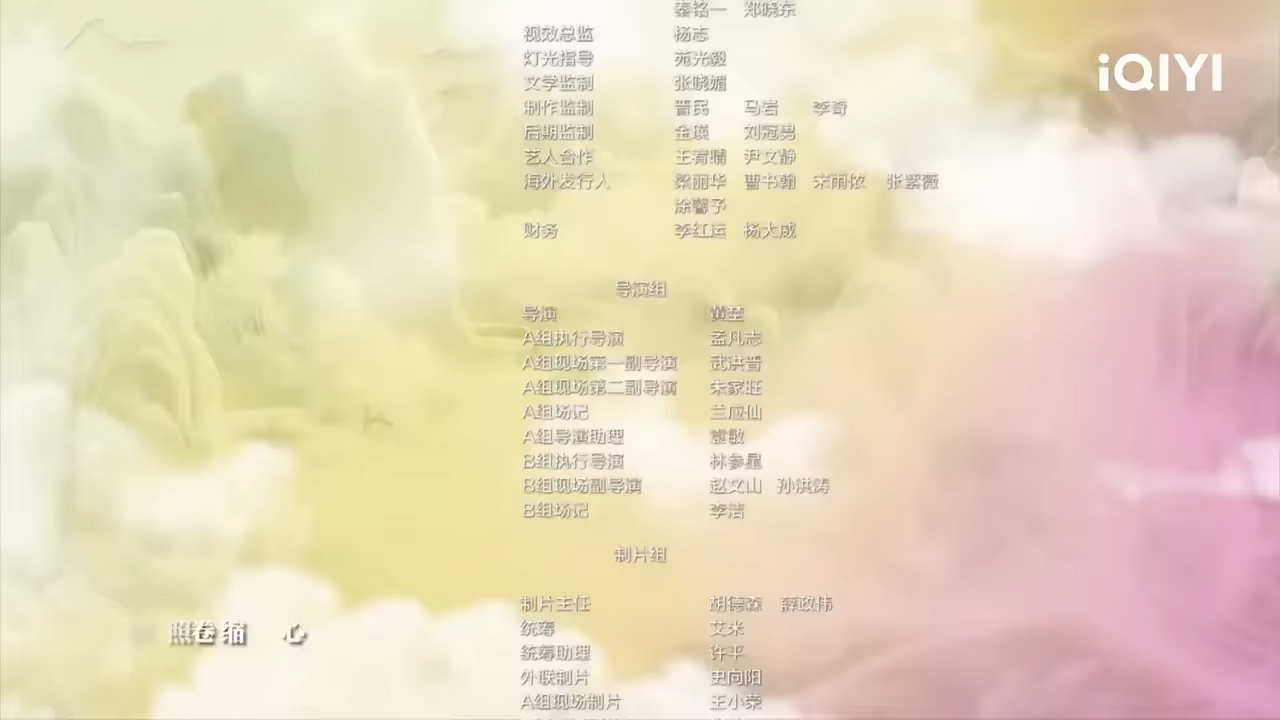 秦铭一 郑晓东
iQIYI
视效总监 杨志
灯光指导 苑光毅
文学监制 张晓媚
制作监制 晋民 马岩 李奇
后期监制 金瑛 刘冠男
艺人合作 王宥晴 尹文静
海外发行人 梁丽华 曹书翰 宋雨侬 张紫薇
涂馨予
财务 李红运 杨大威
导演组
导演 黄埜
A组执行导演 孟凡志
A组现场第一副导演 武洪晋
A组现场第二副导演 朱家旺
A组场记 兰应仙
A组导演助理 袁敏
B组执行导演 林参星
B组现场副导演 赵文山 孙洪涛
B组场记 李洁
制片组
制片主任 胡德森 薛政伟
统筹 艾米
照卷缩 心
统筹助理 许平
外联制片 史向阳
A组现场制片 王小荣